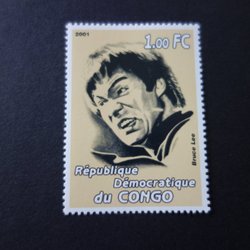 2001
1.00 FC
Bruce Lee
République
Démocratique
du CONGO